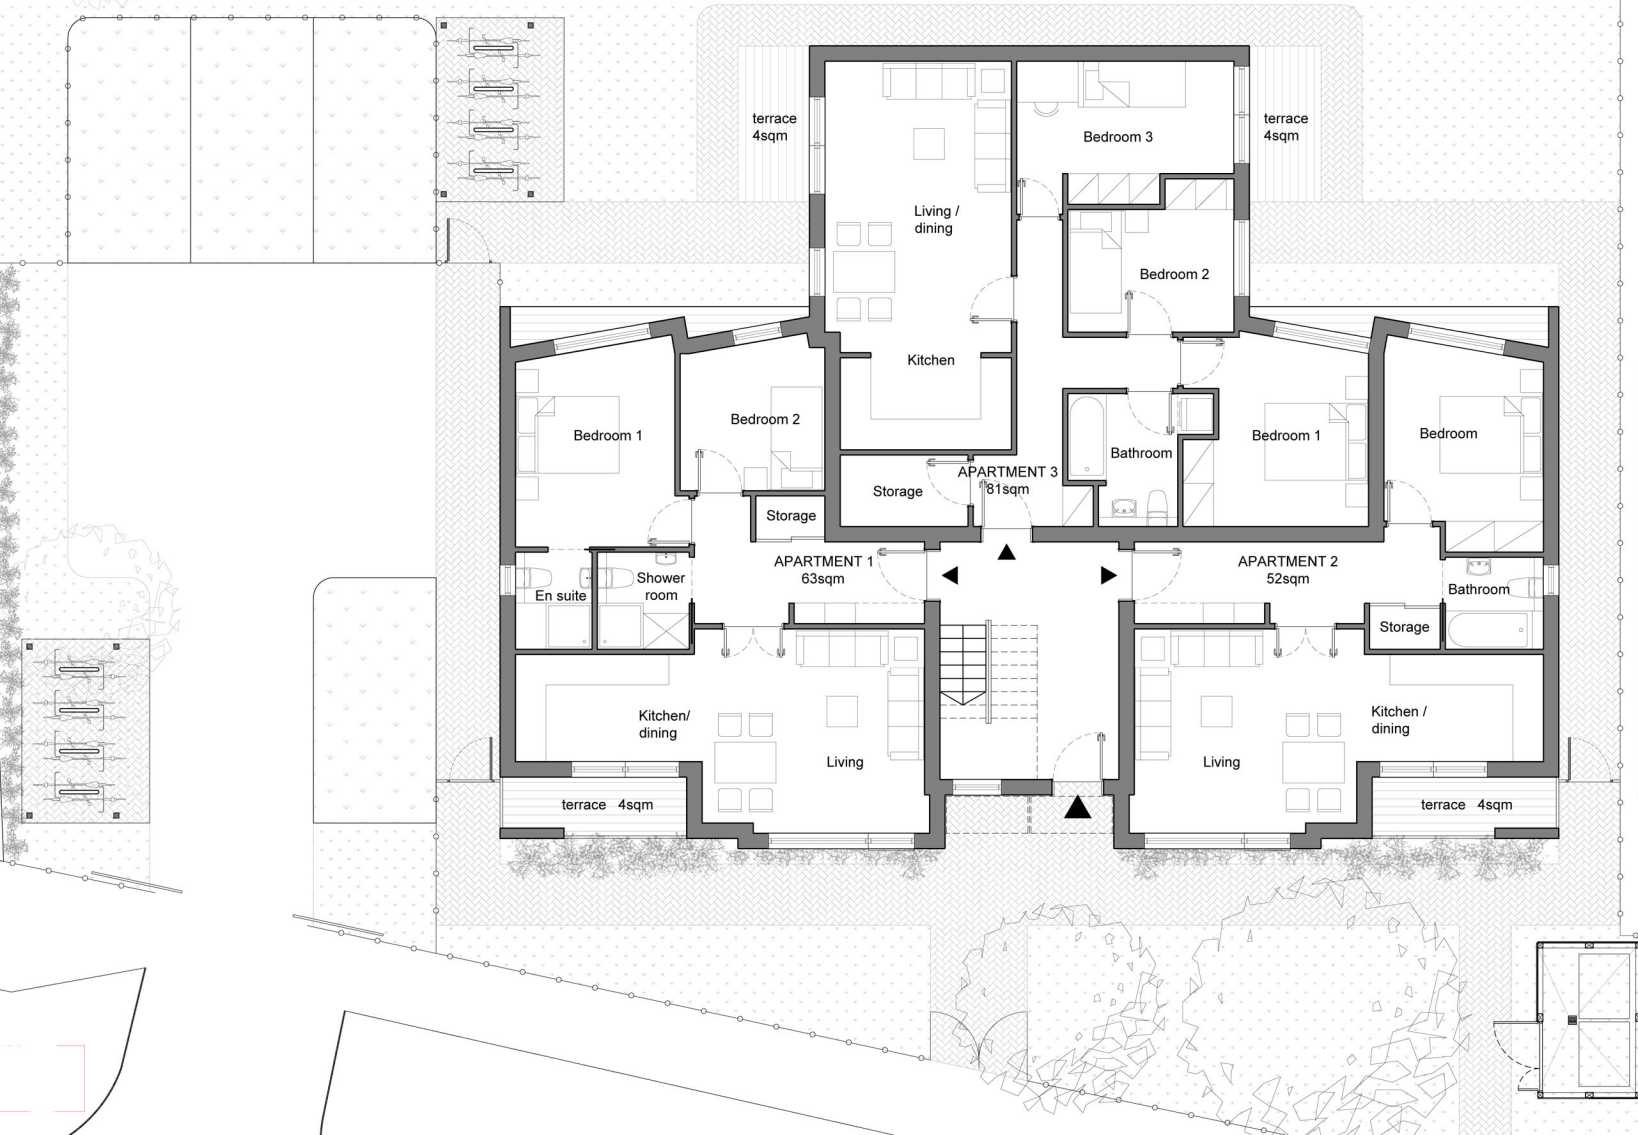 terrace
4sqm
Bedroom 3
terrace
4sqm
Living /
dining
Bedroom 2
Kitchen
Bedroom 1
Bedroom 2
Bathroom
Bedroom 1
Bedroom
Storage
APARTMENT 3
81sqm
Storage
En suite
Shower
room
APARTMENT 1
63sqm
APARTMENT 2
52sqm
Bathroom
Storage
Kitchen/
dining
Living
Living
Kitchen /
dining
terrace 4sqm
terrace 4sqm